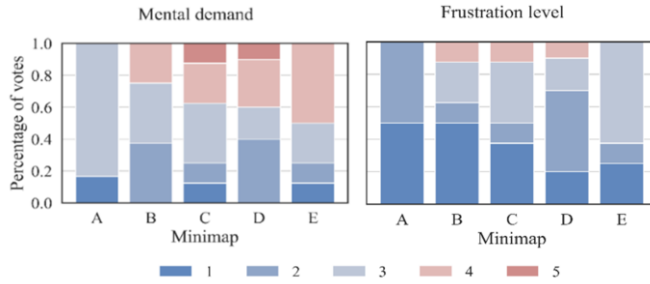 Mental demand
Frustration level
Percentage of votes
1.0
0.8
0.6
0.4
0.2
0.0
A B C D E
A B C D E
Minimap
Minimap
1 2 3 4 5